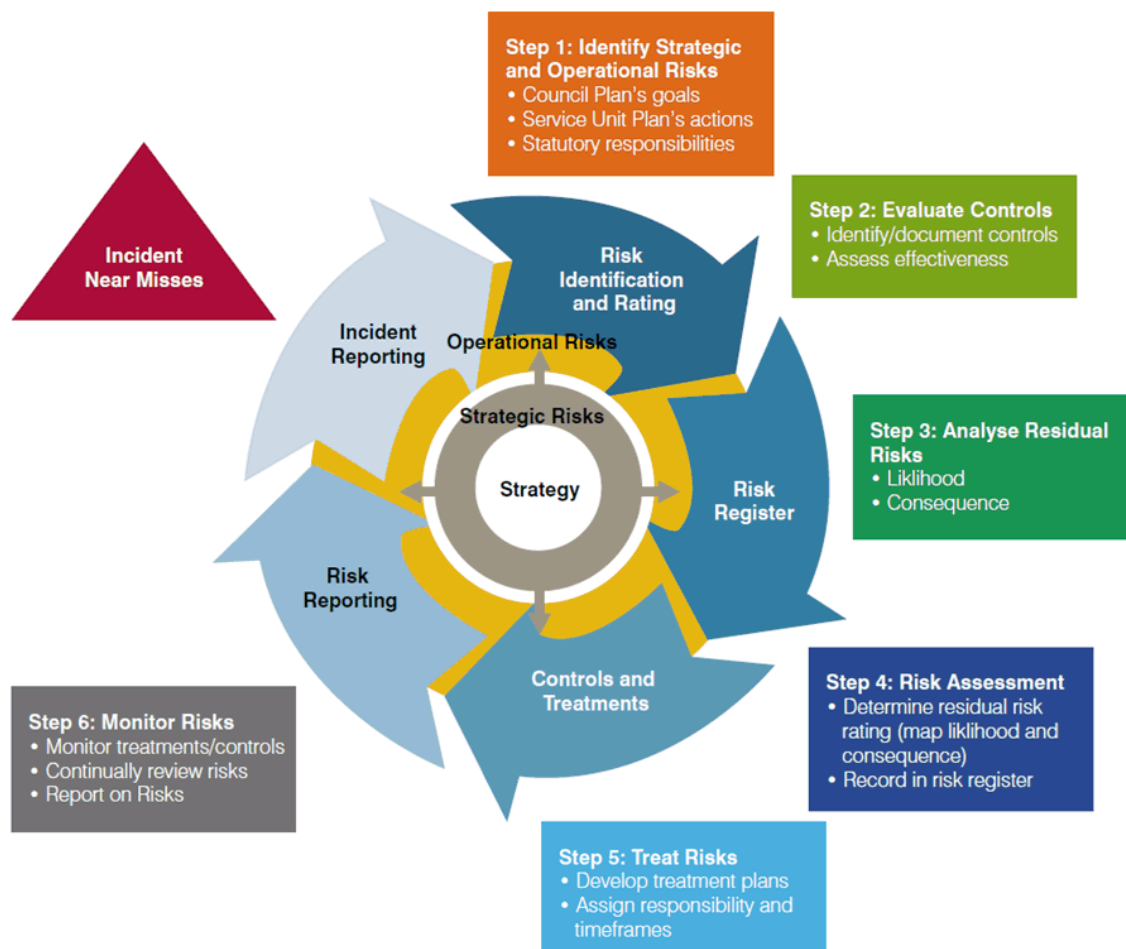 Step 1: Identify Strategic
and Operational Risks
• Council Plan's goals
• Service Unit Plan's actions
• Statutory responsibilities
Step 2: Evaluate Controls
• Identify/document controls
• Assess effectiveness
Incident
Near Misses
Risk
Identification
and Rating
Incident
Reporting
Operational Risks
Strategic Risks
Strategy
Step 3: Analyse Residual
Risks
• Liklihood
• Consequence
Risk
Register
Risk
Reporting
Controls and
Treatments
Step 4: Risk Assessment
• Determine residual risk
rating (map liklihood and
consequence)
• Record in risk register
Step 6: Monitor Risks
• Monitor treatments/controls
• Continually review risks
• Report on Risks
Step 5: Treat Risks
• Develop treatment plans
• Assign responsibility and
timeframes